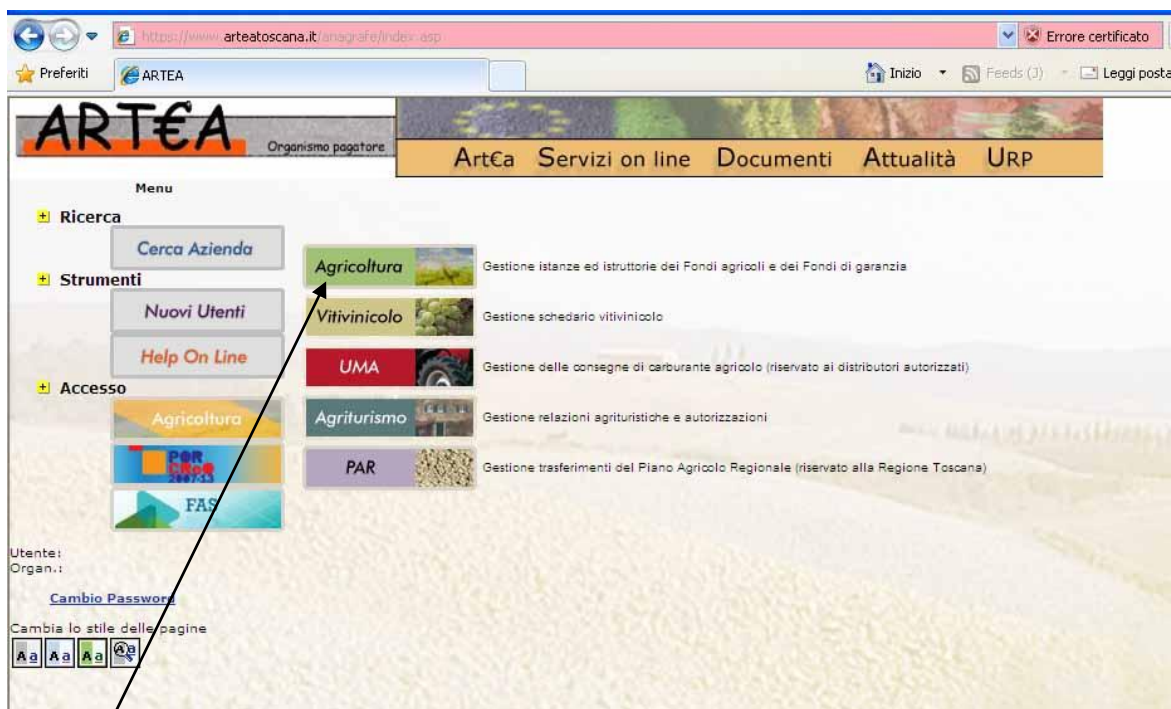 https://www.arteatoscana.it/anagrafe/index.asp
Errore certificato
Preferiti
ARTEA
Inizio
Feeds (J)
Leggi posta
ART€A
Organismo pagatore
Art€a Servizi on line Documenti Attualità URP
Menu
Ricerca
Cerca Azienda
Strumenti
Nuovi Utenti
Help On Line
Accesso
Agricoltura
POR
CReO
2007-13
FAS
Agricoltura
Gestione istanze ed istruttorie dei Fondi agricoli e dei Fondi di garanzia
Vitivinicolo
Gestione schedario vitivinicolo
UMA
Gestione delle consegne di carburante agricolo (riservato ai distributori autorizzati)
Agriturismo
Gestione relazioni agrituristiche e autorizzazioni
PAR
Gestione trasferimenti del Piano Agricolo Regionale (riservato alla Regione Toscana)
Utente:
Organ.:
Cambio Password
Cambia lo stile delle pagine
Aa Aa Aa